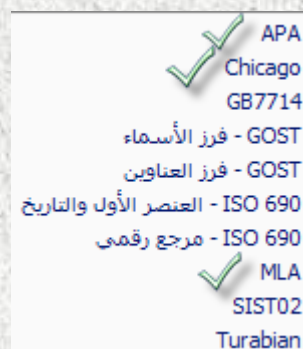 APA
Chicago
GB7714
GOST - فرز الأسماء
GOST - فرز العناوين
ISO 690 - العنصر الأول والتاريخ
ISO 690 - مرجع رقمي
MLA
SIST02
Turabian